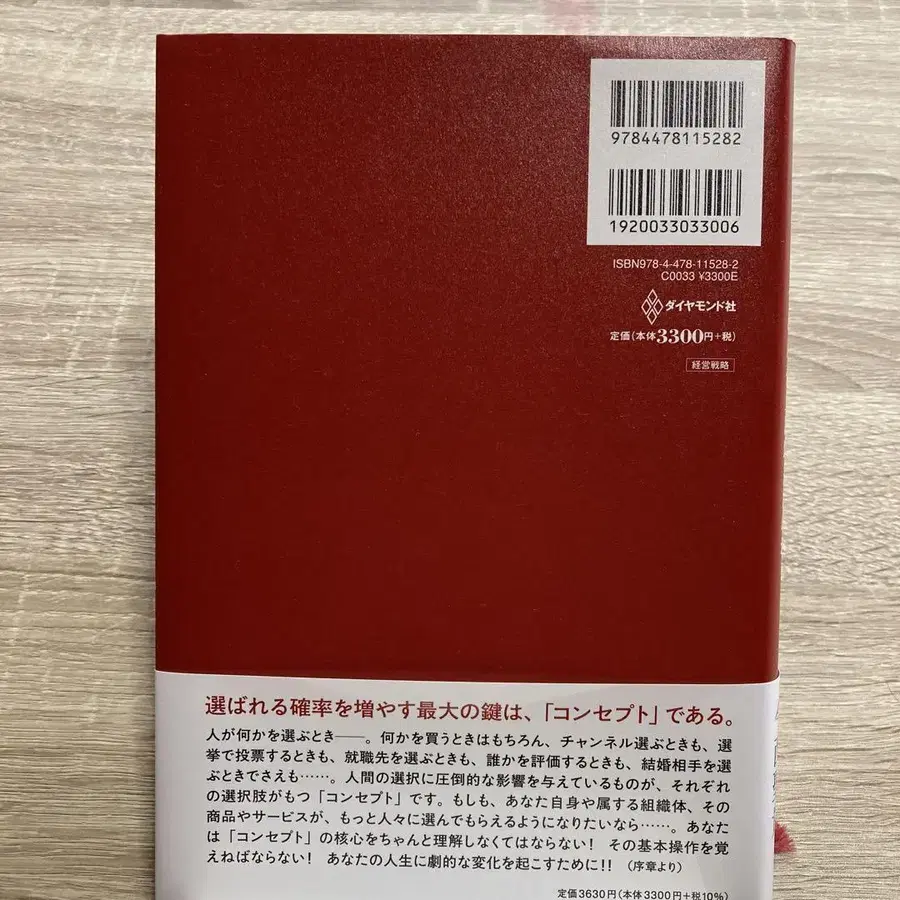 9784478115282
1920033033006
ISBN978-4-478-11528-2
C0033 ¥3300E
ダイヤモンド社
定価(本体3300円+税)
経営戦略
選ばれる確率を増やす最大の鍵は、「コンセプト」である。
人が何かを選ぶとき──。何かを買うときはもちろん、チャンネル選ぶときも、選
挙で投票するときも、就職先を選ぶときも、誰かを評価するときも、結婚相手を選
ぶときでさえも……。人間の選択に圧倒的な影響を与えているものが、それぞれ
の選択肢がもつ「コンセプト」です。もしも、あなた自身や属する組織体、その
商品やサービスが、もっと人々に選んでもらえるようになりたいなら……。あなた
は「コンセプト」の核心をちゃんと理解しなくてはならない! その基本操作を覚
えねばならない! あなたの人生に劇的な変化を起こすために!! (序章より)
定価3630円(本体3300円+税10%)